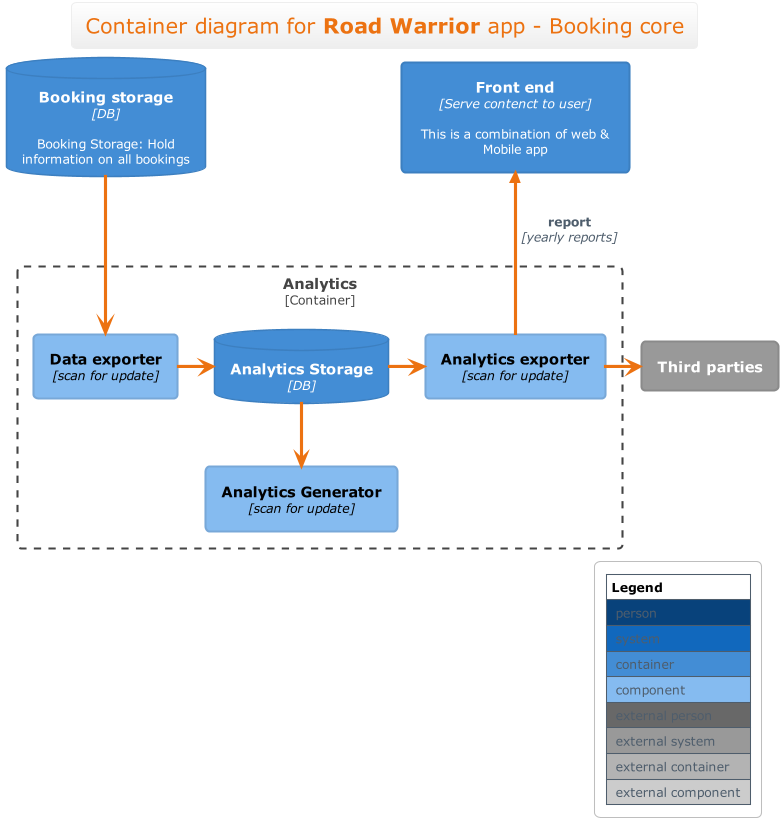 Container diagram for Road Warrior app - Booking core
Booking storage
[DB]
Booking Storage: Hold
information on all bookings
Front end
[Serve contenct to user]
This is a combination of web &
Mobile app
report
[yearly reports]
Analytics
[Container]
Data exporter
[scan for update]
Analytics Storage
[DB]
Analytics exporter
[scan for update]
Third parties
Analytics Generator
[scan for update]
Legend
person
system
container
component
external person
external system
external container
external component